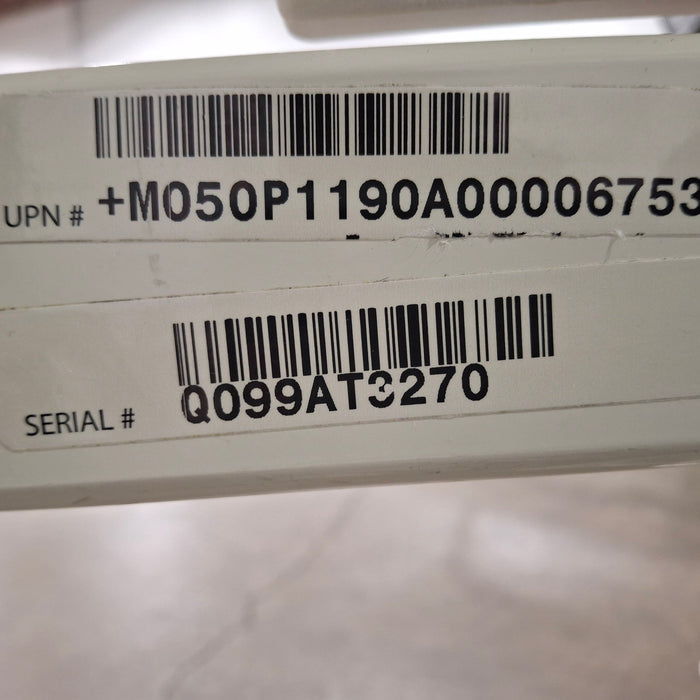 UPN # +M050P1190A00006753
SERIAL # Q099AT3270